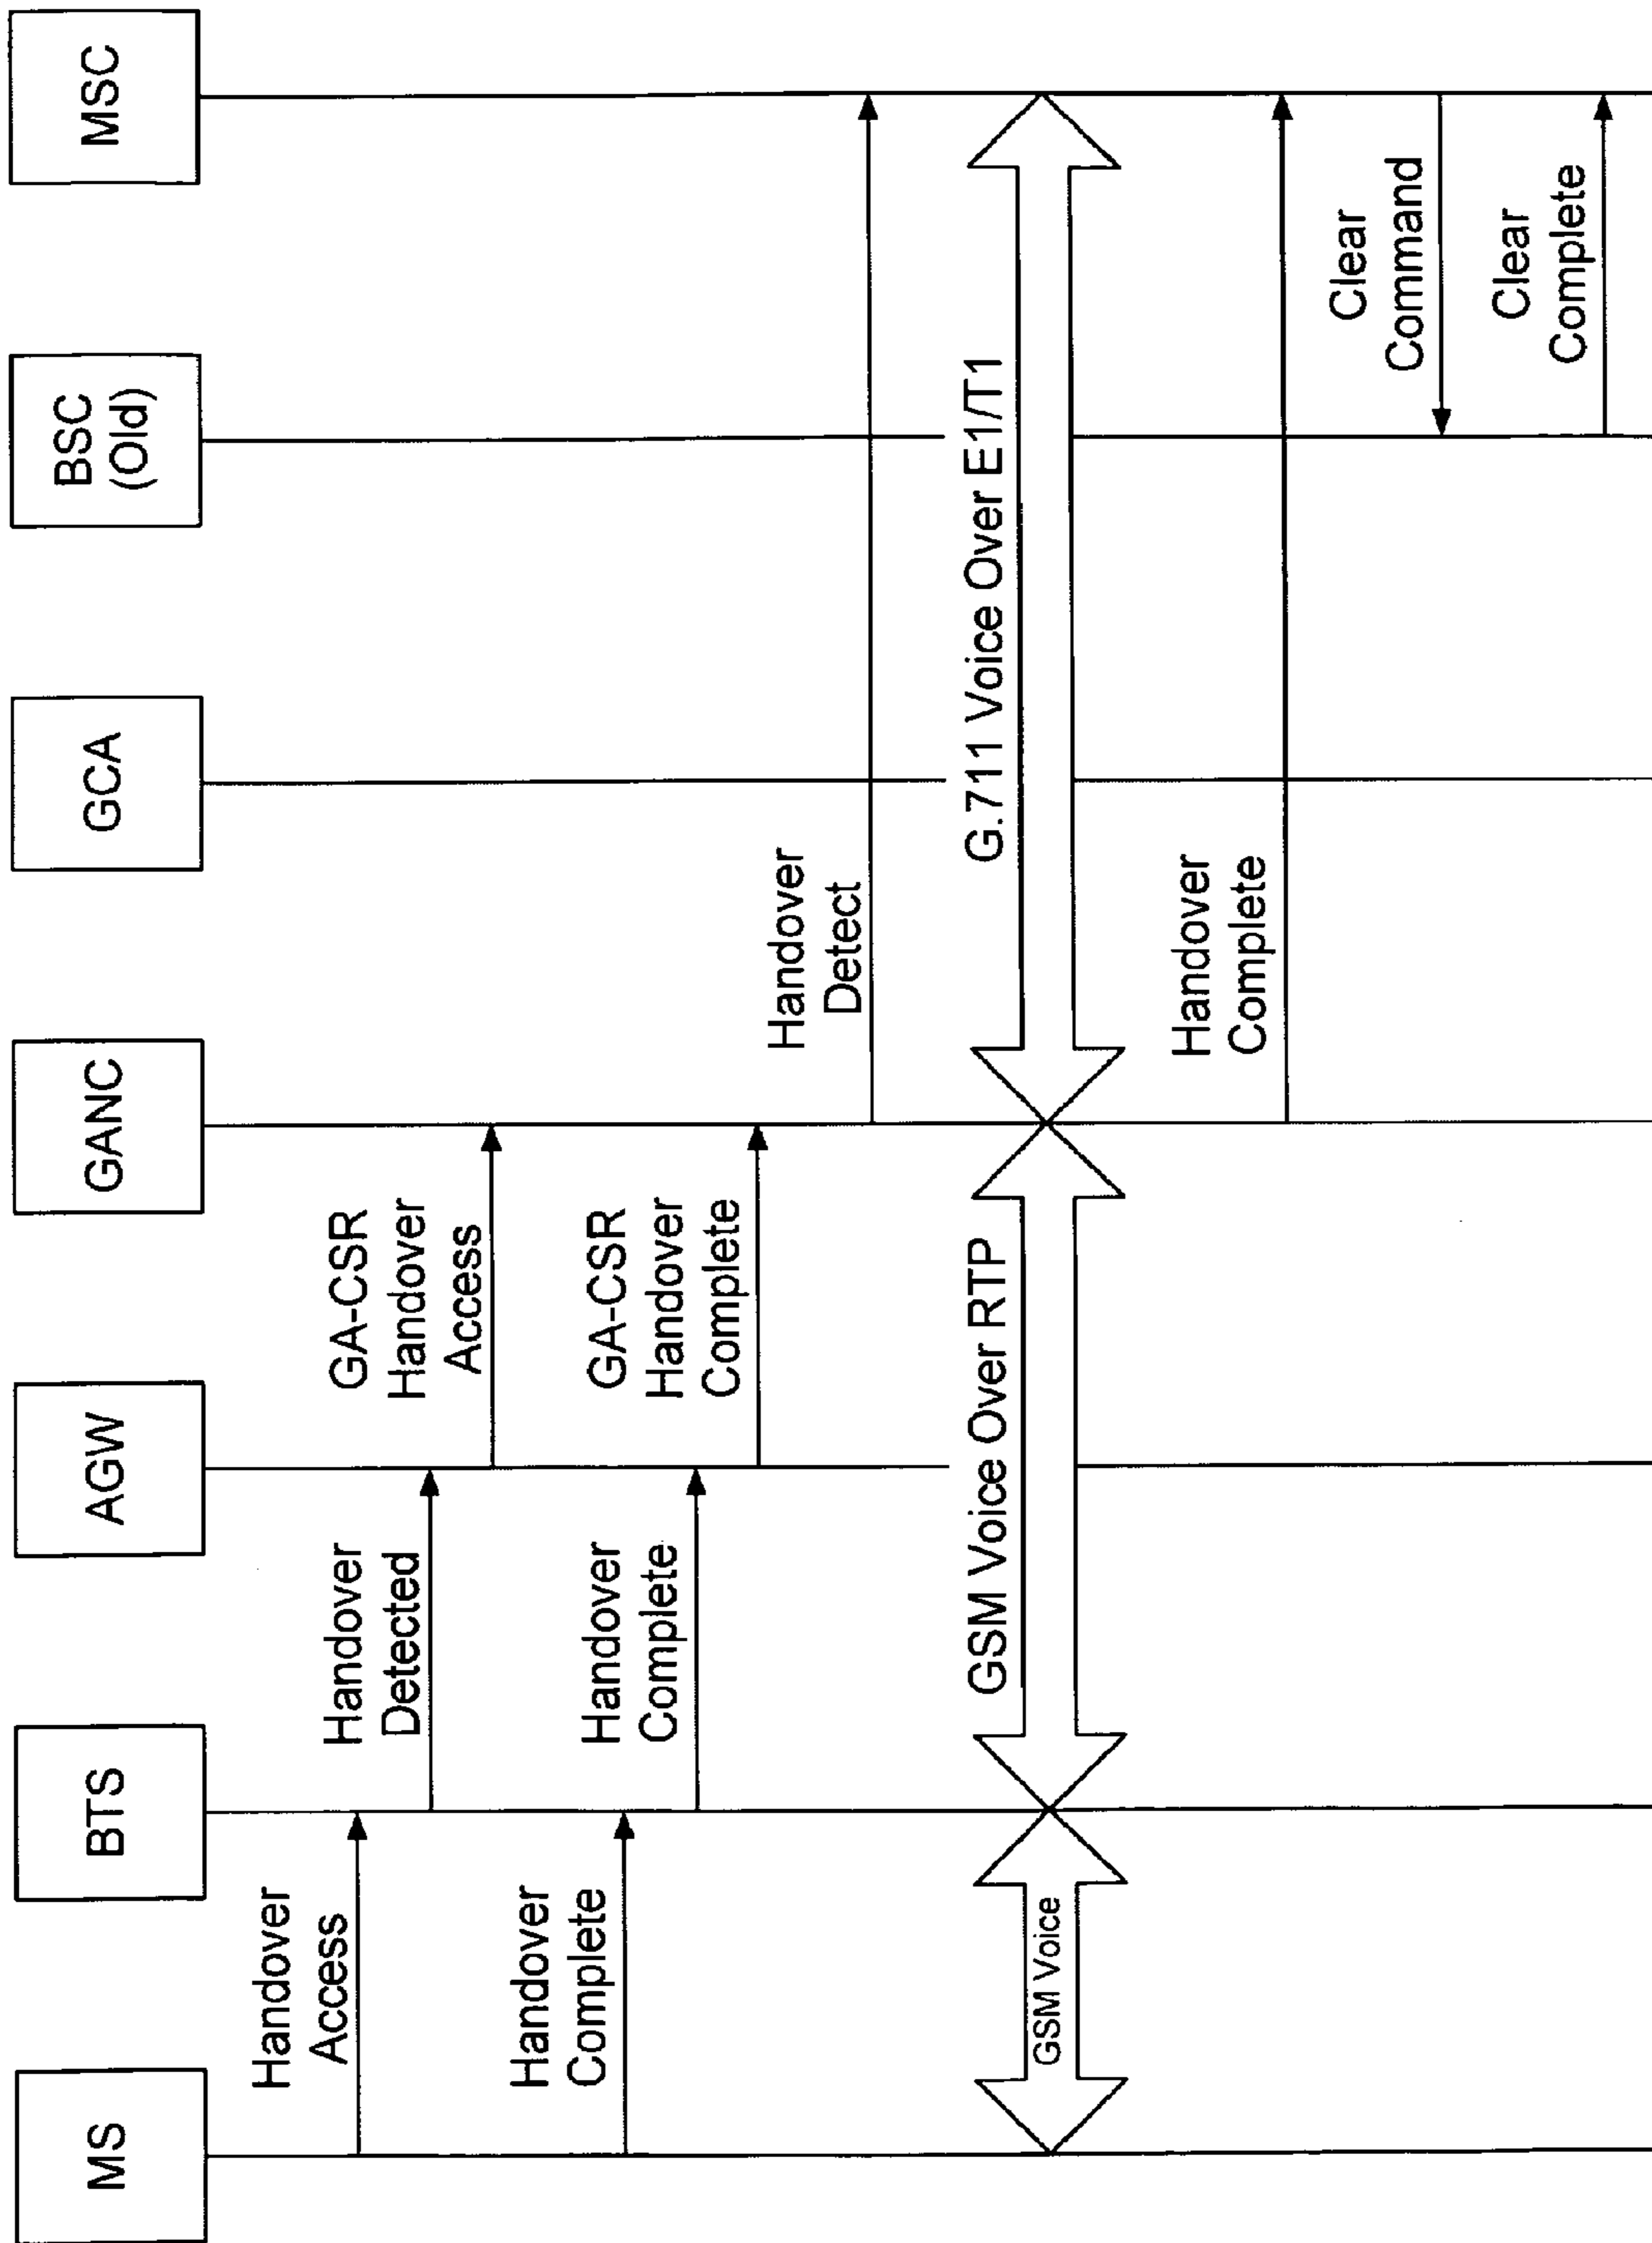 MS
BTS
AGW
GANC
GCA
BSC
(Old)
MSC
Handover
Access
Handover
Detected
GA-CSR
Handover
Access
Handover
Complete
Handover
Complete
GA-CSR
Handover
Complete
Handover
Detect
GSM Voice
GSM Voice Over RTP
G.711 Voice Over E1/T1
Handover
Complete
Clear
Command
Clear
Complete